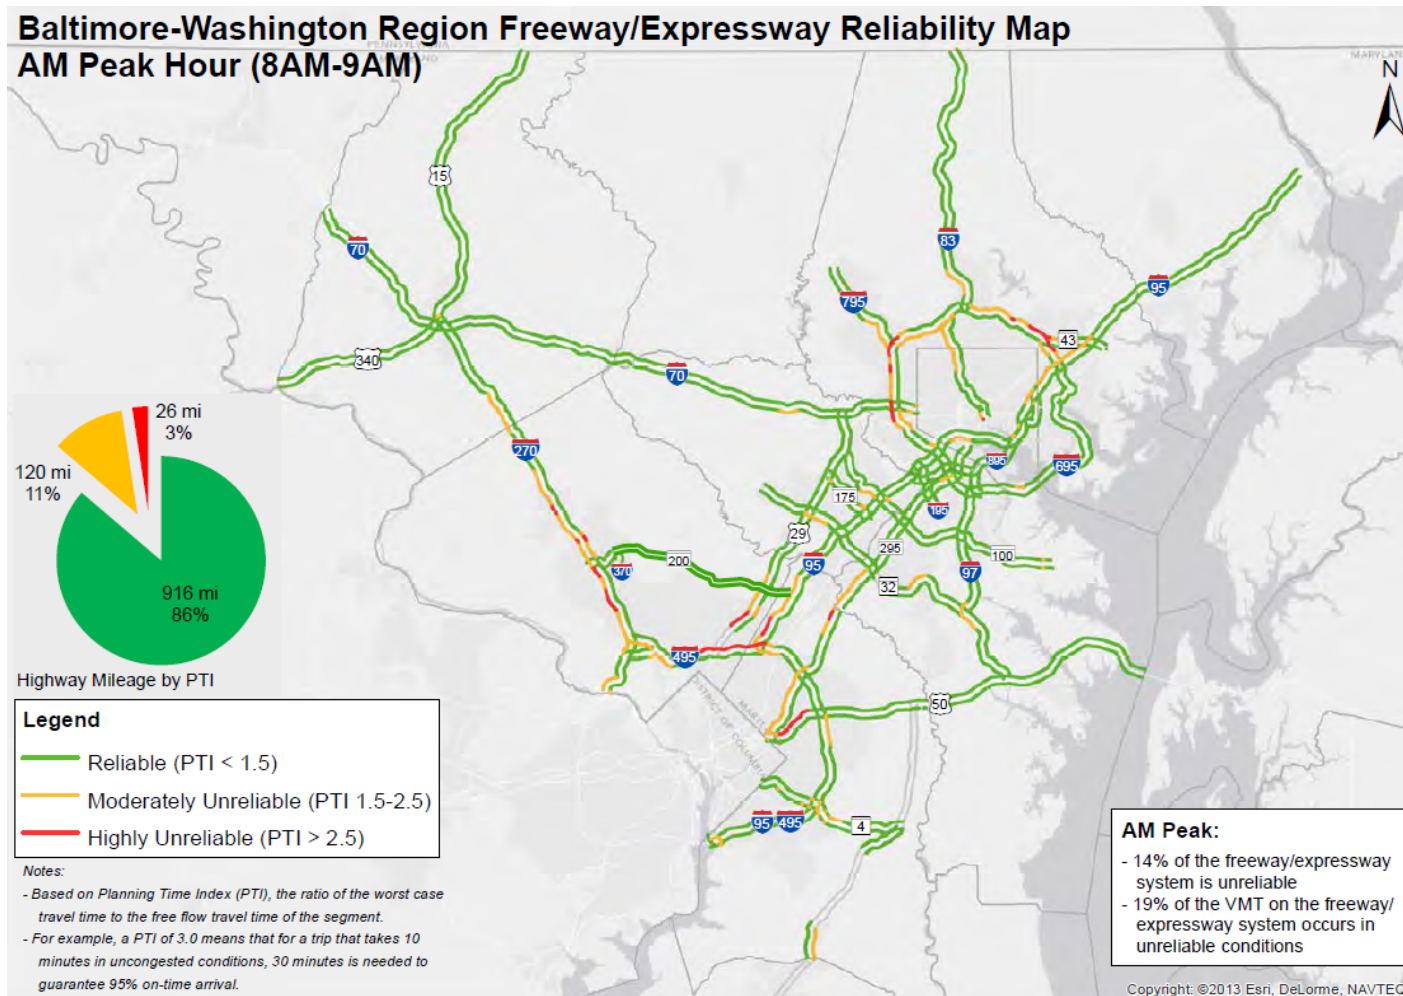 Baltimore-Washington Region Freeway/Expressway Reliability Map
AM Peak Hour (8AM-9AM)
PENNSYLVANIA
MARYLAND
N
15
70
83
95
795
43
340
70
270
895
695
175
195
29
295
100
200
370
95
97
32
495
50
MARYLAND
DISTRICT OF COLUMBIA
95
495
4
26 mi
3%
120 mi
11%
916 mi
86%
Highway Mileage by PTI
Legend
Reliable (PTI < 1.5)
Moderately Unreliable (PTI 1.5-2.5)
Highly Unreliable (PTI > 2.5)
Notes:
- Based on Planning Time Index (PTI), the ratio of the worst case
travel time to the free flow travel time of the segment.
- For example, a PTI of 3.0 means that for a trip that takes 10
minutes in uncongested conditions, 30 minutes is needed to
guarantee 95% on-time arrival.
AM Peak:
- 14% of the freeway/expressway
system is unreliable
- 19% of the VMT on the freeway/
expressway system occurs in
unreliable conditions
Copyright: ©2013 Esri, DeLorme, NAVTEQ